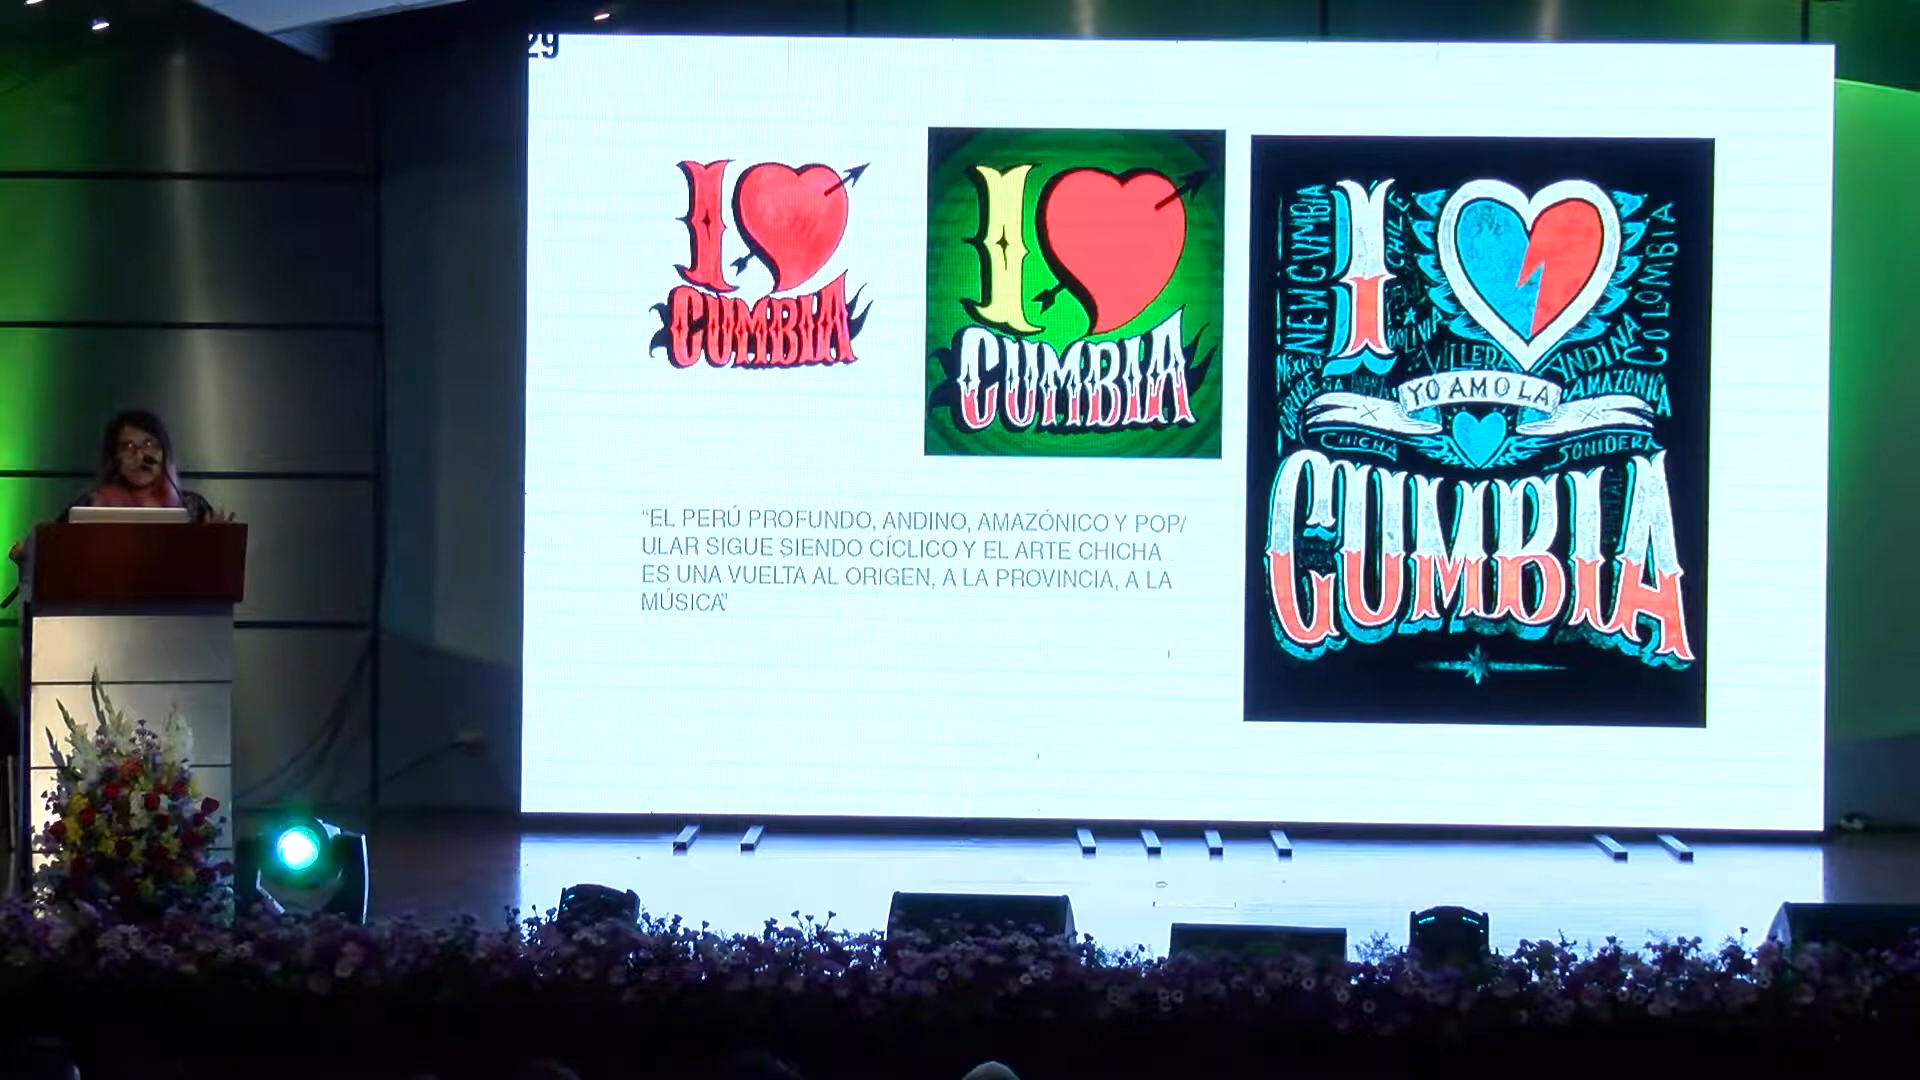 29
I
CUMBIA
I
CUMBIA
NEW CUMBIA
I
CHILE
COLOMBIA
BOLIVIA
VILLERA
ANDINA
MÉXICO
CARIBE
AMAZONICA
YO AMO LA
CHICHA
SONIDERA
CUMBIA
“EL PERÚ PROFUNDO, ANDINO, AMAZÓNICO Y POP/
ULAR SIGUE SIENDO CÍCLICO Y EL ARTE CHICHA
ES UNA VUELTA AL ORIGEN, A LA PROVINCIA, A LA
MÚSICA”